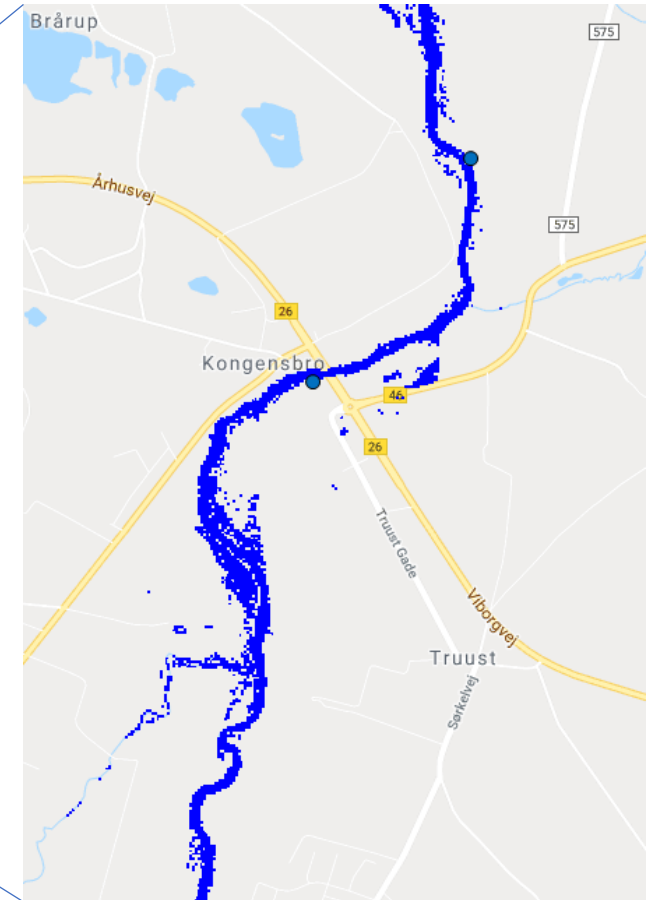 Brårup
575
Århusvej
575
26
Kongensbro
46
26
Truust Gade
Viborgvej
Truust
Sørkelvej